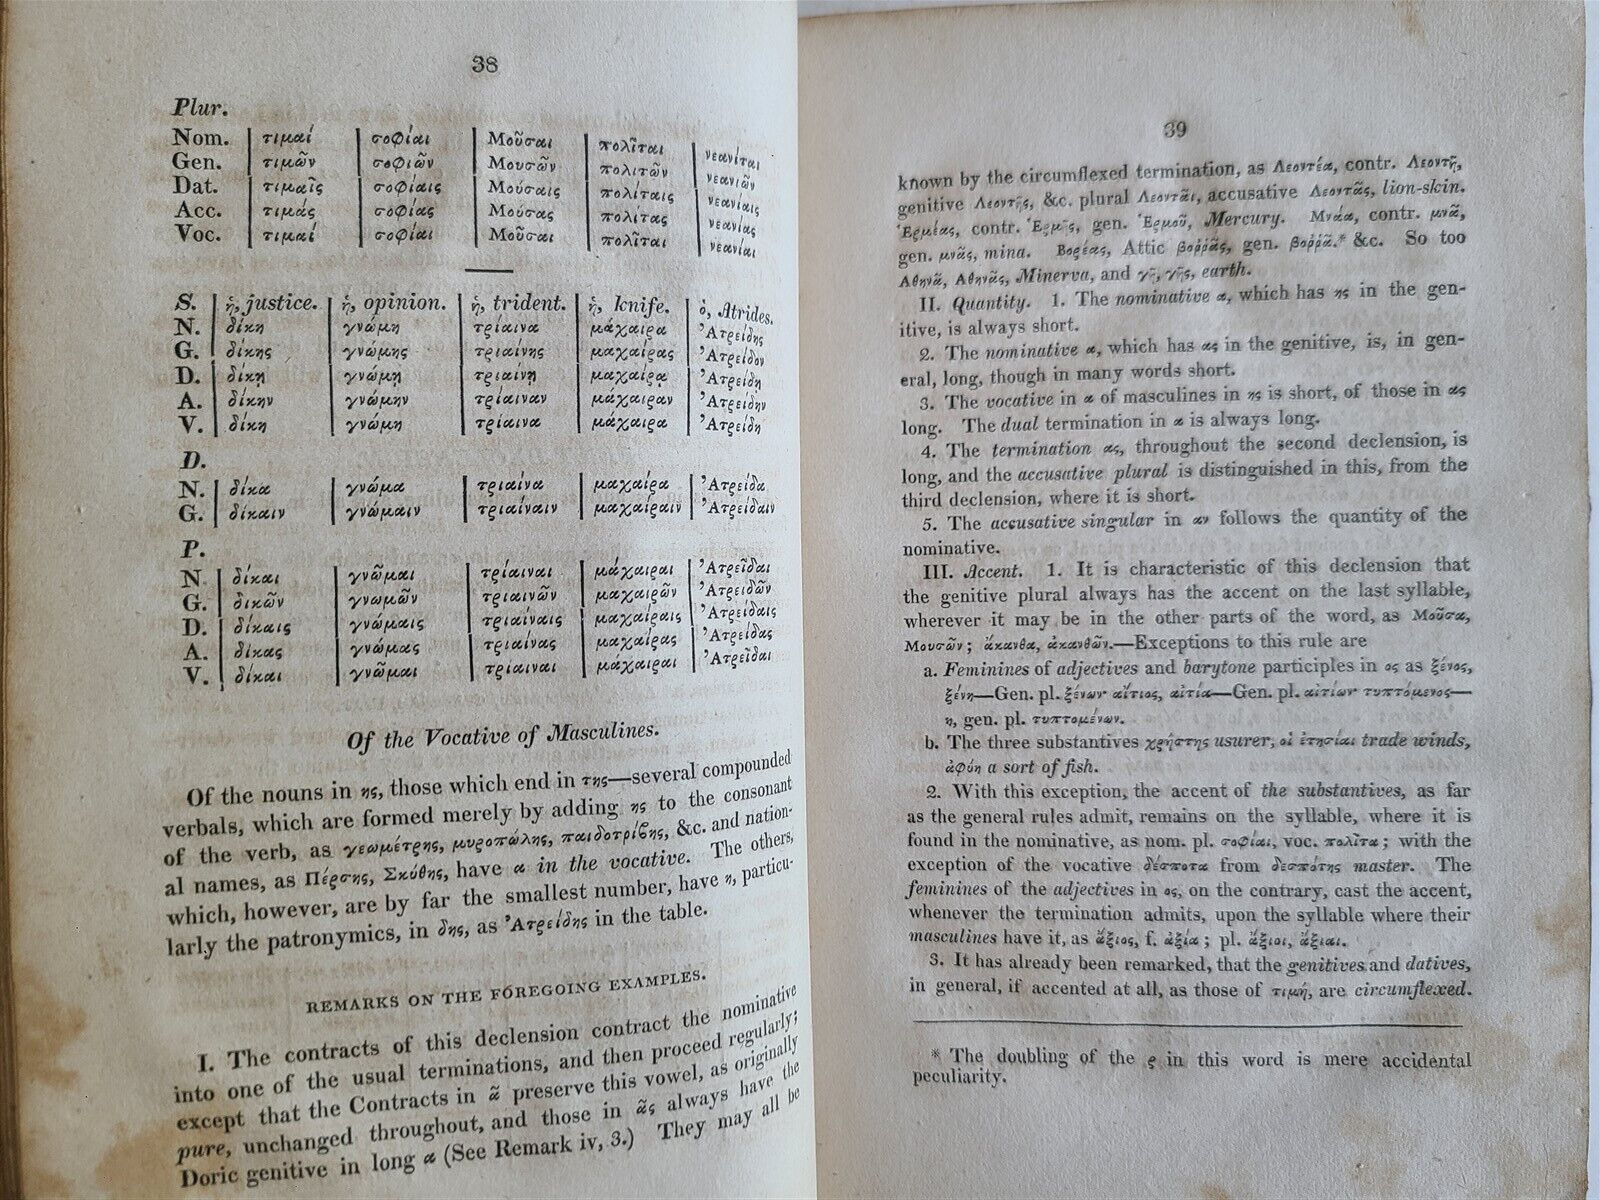 38
Plur.
Nom. | τιμαί | σοφίαι | Μοῦσαι | πολῖται | νεανίαι
Gen. | τιμῶν | σοφιῶν | Μουσῶν | πολιτῶν | νεανιῶν
Dat. | τιμαῖς | σοφίαις | Μούσαις | πολίταις | νεανίαις
Acc. | τιμάς | σοφίας | Μούσας | πολίτας | νεανίας
Voc. | τιμαί | σοφίαι | Μοῦσαι | πολῖται | νεανίαι
S. | ἡ, justice. | ἡ, opinion. | ἡ, trident. | ἡ, knife. | ὁ, Atrides.
N. | δίκη | γνώμη | τρίαινα | μάχαιρα | Ἀτρείδης
G. | δίκης | γνώμης | τριαίνης | μαχαίρας | Ἀτρείδου
D. | δίκῃ | γνώμῃ | τριαίνῃ | μαχαίρᾳ | Ἀτρείδῃ
A. | δίκην | γνώμην | τρίαιναν | μάχαιραν | Ἀτρείδην
V. | δίκη | γνώμη | τρίαινα | μάχαιρα | Ἀτρείδη
D.
N. | δίκα | γνώμα | τριαίνα | μαχαίρα | Ἀτρείδα
G. | δίκαιν | γνώμαιν | τριαίναιν | μαχαίραιν | Ἀτρείδαιν
P.
N. | δίκαι | γνῶμαι | τρίαιναι | μάχαιραι | Ἀτρεῖδαι
G. | δικῶν | γνωμῶν | τριαινῶν | μαχαιρῶν | Ἀτρειδῶν
D. | δίκαις | γνώμαις | τριαίναις | μαχαίραις | Ἀτρείδαις
A. | δίκας | γνώμας | τριαίνας | μαχαίρας | Ἀτρείδας
V. | δίκαι | γνῶμαι | τρίαιναι | μάχαιραι | Ἀτρεῖδαι
Of the Vocative of Masculines.
Of the nouns in ης, those which end in της—several compounded
verbals, which are formed merely by adding ης to the consonant
of the verb, as γεωμέτρης, μυροπώλης, παιδοτρίβης, &c. and nation-
al names, as Πέρσης, Σκύθης, have α in the vocative. The others,
which, however, are by far the smallest number, have η, particu-
larly the patronymics, in δης, as Ἀτρείδης in the table.
REMARKS ON THE FOREGOING EXAMPLES.
I. The contracts of this declension contract the nominative
into one of the usual terminations, and then proceed regularly;
except that the Contracts in ᾶ preserve this vowel, as originally
pure, unchanged throughout, and those in ᾶς always have the
Doric genitive in long α (See Remark iv, 3.) They may all be
39
known by the circumflexed termination, as Λεοντέα, contr. Λεοντῆ,
genitive Λεοντῆς, &c. plural Λεονταῖ, accusative Λεοντᾶς, lion-skin.
Ἑρμέας, contr. Ἑρμῆς, gen. Ἑρμοῦ, Mercury. Μνάα, contr. μνᾶ,
gen. μνᾶς, mina. Βορέας, Attic βοῤῥᾶς, gen. βοῤῥᾶ.* &c. So too
Αθηνᾶ, Αθηνᾶς, Minerva, and γῆ, γῆς, earth.
II. Quantity. 1. The nominative α, which has ης in the gen-
itive, is always short.
2. The nominative α, which has ας in the genitive, is, in gen-
eral, long, though in many words short.
3. The vocative in α of masculines in ης is short, of those in ας
long. The dual termination in α is always long.
4. The termination ας, throughout the second declension, is
long, and the accusative plural is distinguished in this, from the
third declension, where it is short.
5. The accusative singular in αν follows the quantity of the
nominative.
III. Accent. 1. It is characteristic of this declension that
the genitive plural always has the accent on the last syllable,
wherever it may be in the other parts of the word, as Μοῦσα,
Μουσῶν; ἄκανθα, ἀκανθῶν.—Exceptions to this rule are
a. Feminines of adjectives and barytone participles in ος as ξένος,
ξένη—Gen. pl. ξένων· αἴτιος, αἰτία—Gen. pl. αἰτίων· τυπτόμενος—
η, gen. pl. τυπτομένων.
b. The three substantives χρήστης usurer, οἱ ἐτησίαι trade winds,
ἀφύη a sort of fish.
2. With this exception, the accent of the substantives, as far
as the general rules admit, remains on the syllable, where it is
found in the nominative, as nom. pl. σοφίαι, voc. πολῖτα; with the
exception of the vocative δέσποτα from δεσπότης master. The
feminines of the adjectives in ος, on the contrary, cast the accent,
whenever the termination admits, upon the syllable where their
masculines have it, as ἄξιος, f. ἀξία; pl. ἄξιοι, ἄξιαι.
3. It has already been remarked, that the genitives and datives,
in general, if accented at all, as those of τιμή, are circumflexed.
* The doubling of the ρ in this word is mere accidental
peculiarity.